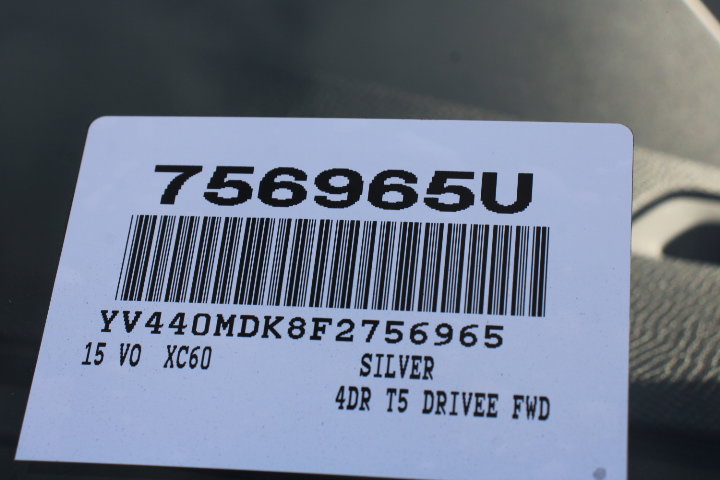 756965U
YV440MDK8F2756965
15 VO XC60 SILVER
4DR T5 DRIVEE FWD